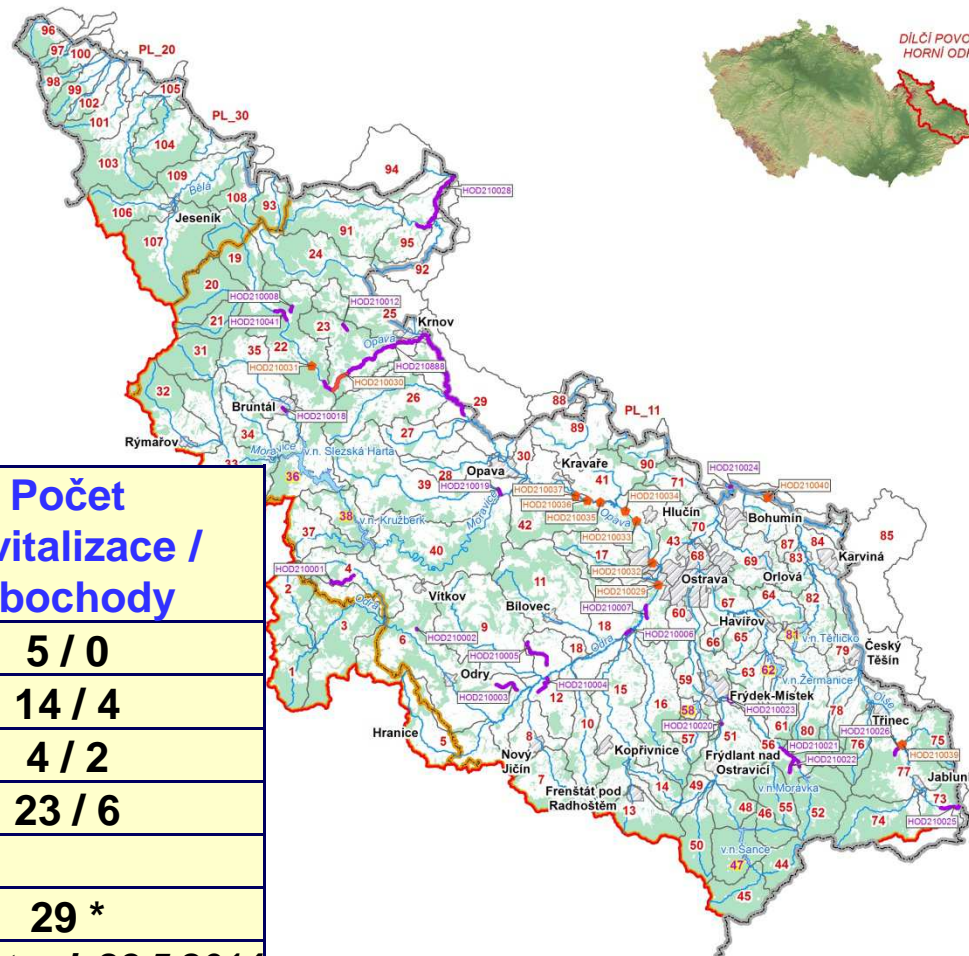 DÍLČÍ POVO
HORNÍ ODR
96
97
100
PL_20
98
99
102
105
101
PL_30
104
103
94
109
Bělá
HOD210028
108
93
106
Jeseník
91
95
107
19
24
92
20
HOD210008
HOD210012
21
HOD210041
23
25
Krnov
31
35
22
Opava
HOD210031
HOD210888
HOD210030
32
26
29
88
Bruntál
HOD210018
27
89
PL_11
Rýmařov
34
Moravice
v.n. Slezská Harta
30
33
Opava
Kravaře
90
36
28
41
71
HOD210024
39
HOD210019
HOD210037
HOD210034
HOD210040
HOD210036
Opava
Hlučín
Moravice
HOD210035
Bohumín
38
42
HOD210033
70
v.n. Kružberk
43
87
84
85
37
17
83
Karviná
40
68
69
HOD210001
4
HOD210032
Ostrava
Orlová
2
11
HOD210029
64
82
Odra
Vítkov
Bílovec
HOD210007
60
67
3
18
Havířov
6
HOD210002
9
18
Odra
HOD210006
66
65
81
v.n.Těrlicko
Český
Těšín
79
HOD210005
1
Odry
59
63
62
HOD210004
v.n.Žermanice
HOD210003
12
15
Frýdek-Místek
Olše
16
HOD210023
58
78
Třinec
Hranice
HOD210020
61
80
HOD210026
5
8
10
57
51
56
75
Nový
Jičín
Kopřivnice
HOD210021
76
HOD210039
Frýdlant nad
Ostravicí
HOD210022
7
77
Frenštát pod
Radhoštěm
14
49
v.n.Morávka
Jablunk
13
48
46
55
52
73
74
HOD210025
50
v.n.Šance
47
44
45
Počet
vitalizace /
bochody
5 / 0
14 / 4
4 / 2
23 / 6
29 *